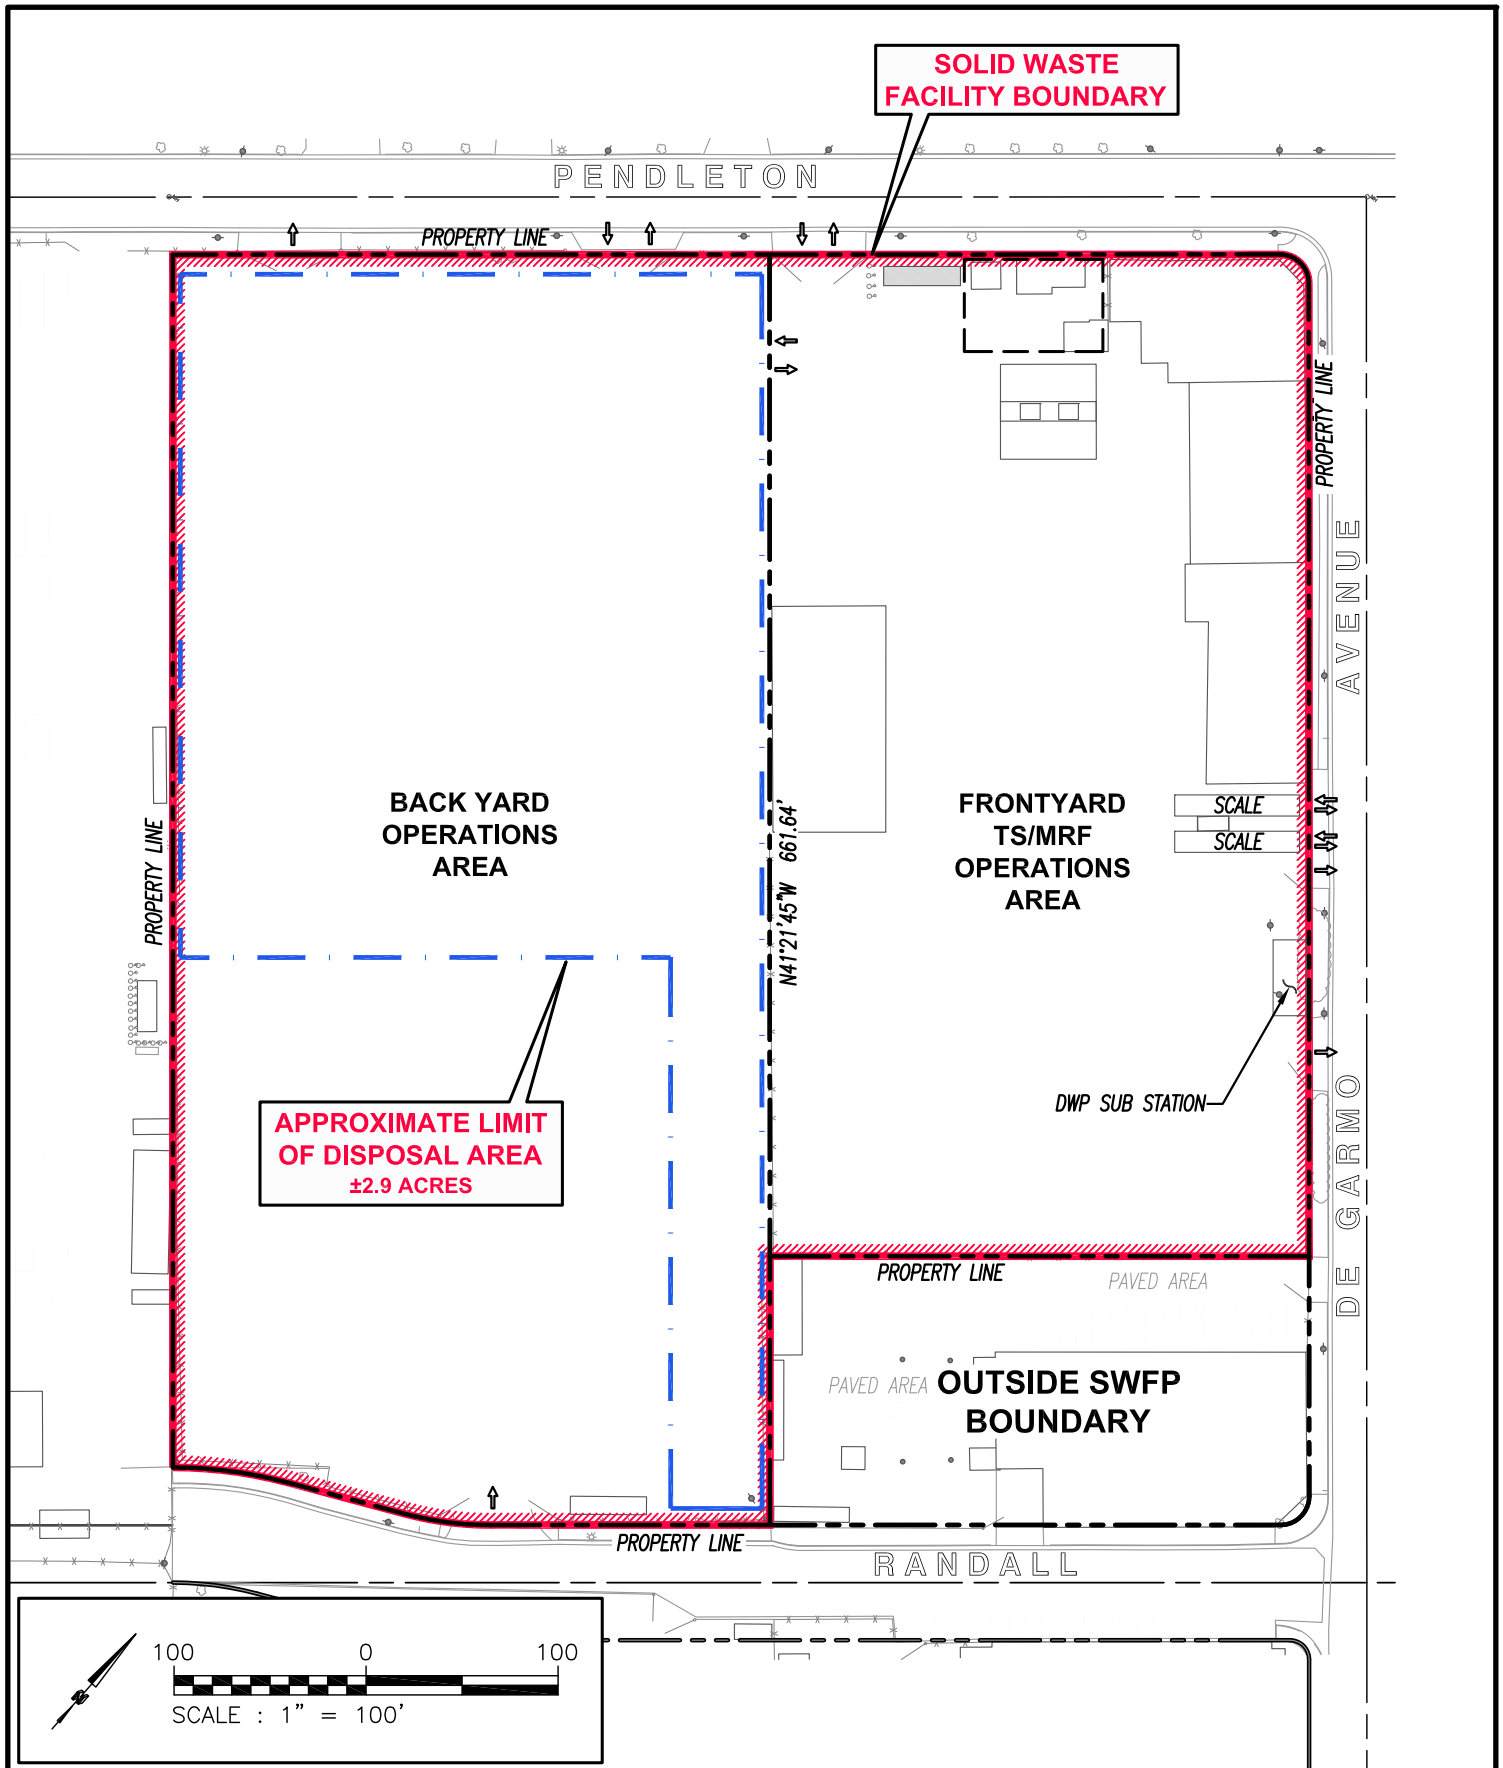 SOLID WASTE
FACILITY BOUNDARY
PENDLETON
PROPERTY LINE
PROPERTY LINE
AVENUE
BACK YARD
OPERATIONS
AREA
FRONTYARD
TS/MRF
OPERATIONS
AREA
SCALE
SCALE
PROPERTY LINE
N41°21'45"W 661.64'
APPROXIMATE LIMIT
OF DISPOSAL AREA
±2.9 ACRES
DWP SUB STATION
DE GARMO
PROPERTY LINE
PAVED AREA
PAVED AREA
OUTSIDE SWFP
BOUNDARY
PROPERTY LINE
RANDALL
100 0 100
SCALE : 1" = 100'